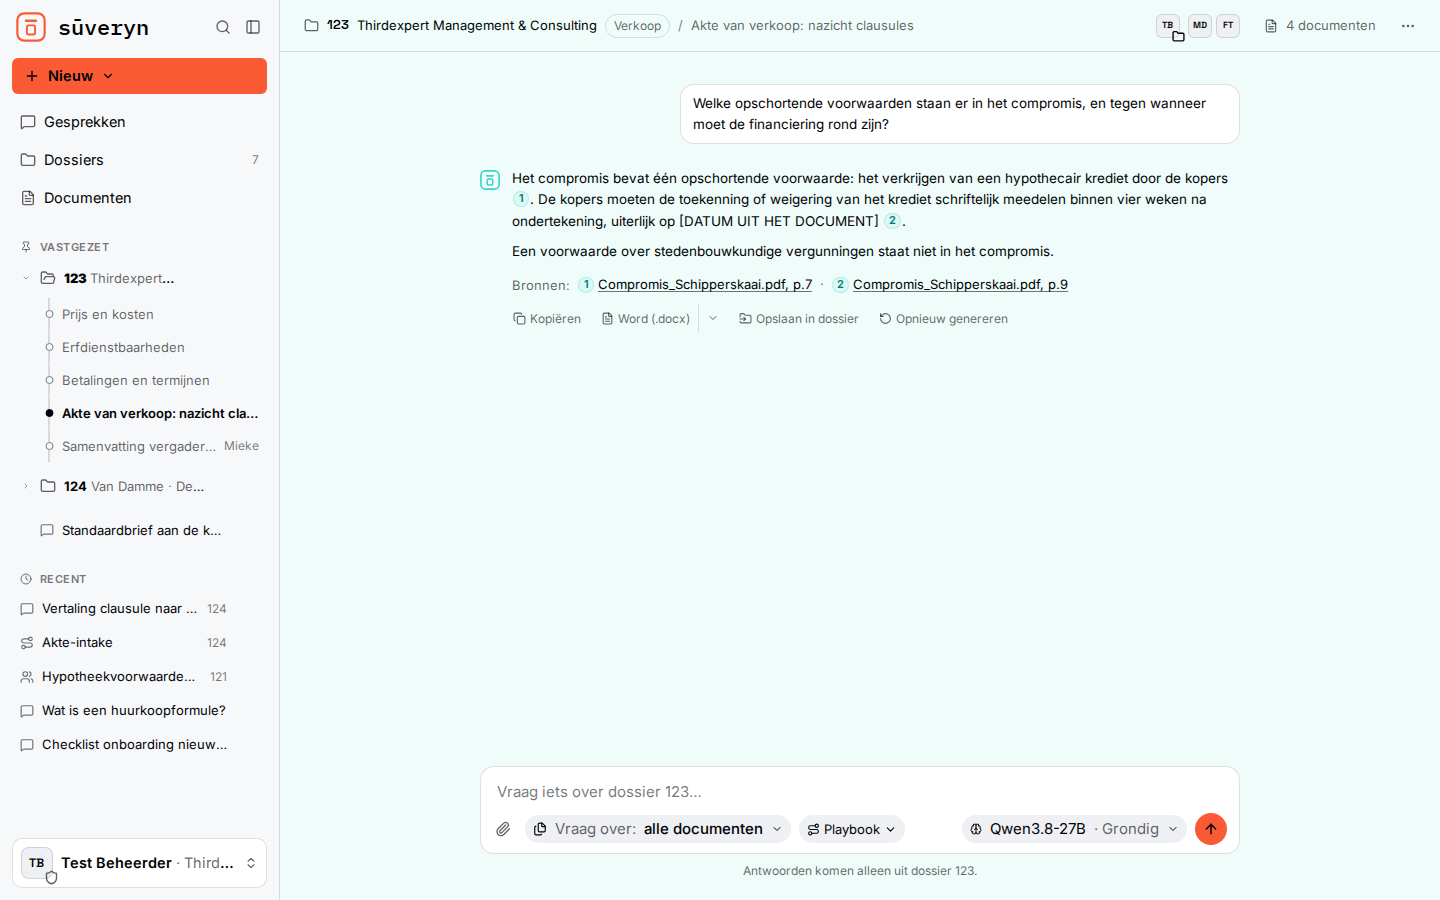 sūveryn
Nieuw
Gesprekken
Dossiers 7
Documenten
VASTGEZET
123 Thirdexpert...
Prijs en kosten
Erfdienstbaarheden
Betalingen en termijnen
Akte van verkoop: nazicht cla...
Samenvatting vergader... Mieke
124 Van Damme · De...
Standaardbrief aan de k...
RECENT
Vertaling clausule naar ... 124
Akte-intake 124
Hypotheekvoorwaarde... 121
Wat is een huurkoopformule?
Checklist onboarding nieuw...
TB Test Beheerder · Third...
123 Thirdexpert Management & Consulting Verkoop / Akte van verkoop: nazicht clausules
TB MD FT 4 documenten
Welke opschortende voorwaarden staan er in het compromis, en tegen wanneer
moet de financiering rond zijn?
Het compromis bevat één opschortende voorwaarde: het verkrijgen van een hypothecair krediet door de kopers
1. De kopers moeten de toekenning of weigering van het krediet schriftelijk meedelen binnen vier weken na
ondertekening, uiterlijk op [DATUM UIT HET DOCUMENT] 2.
Een voorwaarde over stedenbouwkundige vergunningen staat niet in het compromis.
Bronnen: 1 Compromis_Schipperskaai.pdf, p.7 · 2 Compromis_Schipperskaai.pdf, p.9
Kopiëren Word (.docx) Opslaan in dossier Opnieuw genereren
Vraag iets over dossier 123...
Vraag over: alle documenten Playbook Qwen3.8-27B · Grondig
Antwoorden komen alleen uit dossier 123.